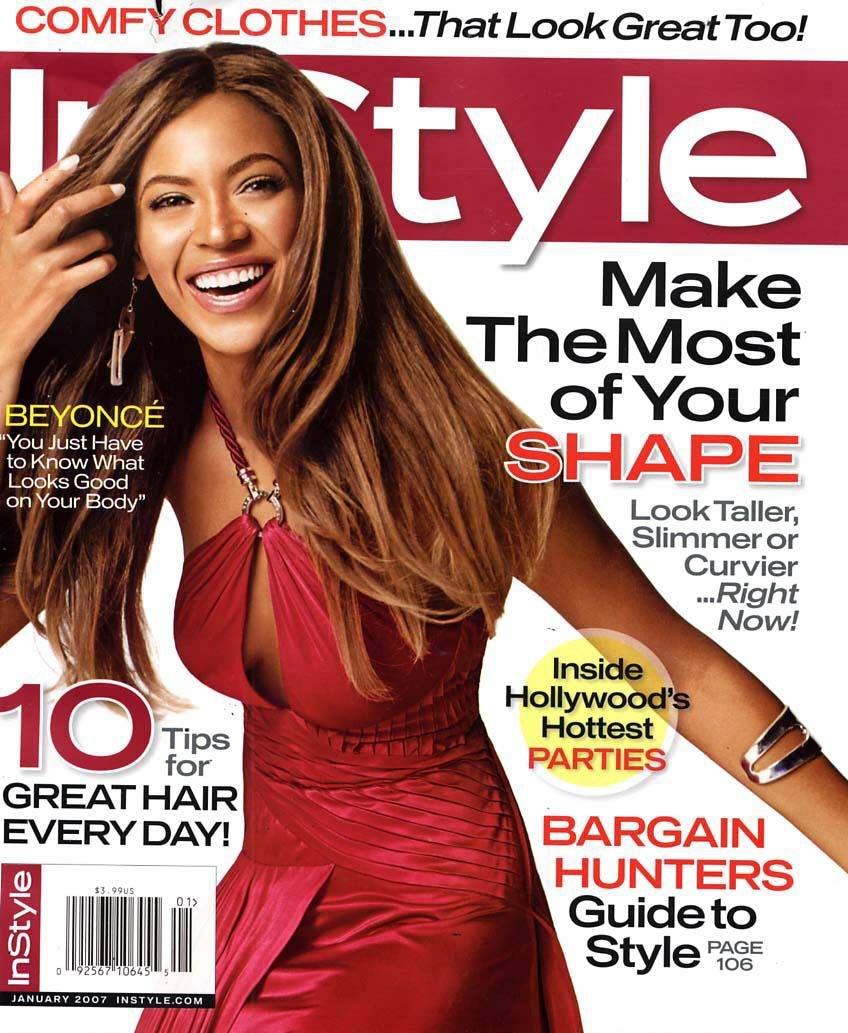 COMFY CLOTHES...That Look Great Too!
InStyle
Make
The Most
of Your
SHAPE
Look Taller,
Slimmer or
Curvier
...Right
Now!
BEYONCÉ
"You Just Have
to Know What
Looks Good
on Your Body"
Inside
Hollywood's
Hottest
PARTIES
10 Tips
for
GREAT HAIR
EVERY DAY!
BARGAIN
HUNTERS
Guide to
Style PAGE
106
InStyle
$3.99US
01>
0 92567 10645 5
JANUARY 2007 INSTYLE.COM